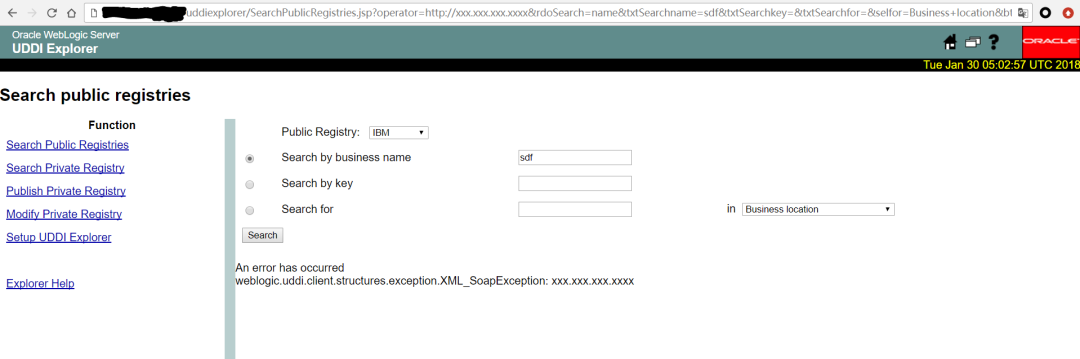 uddiexplorer/SearchPublicRegistries.jsp?operator=http://xxx.xxx.xxx.xxxx&rdoSearch=name&txtSearchname=sdf&txtSearchkey=&txtSearchfor=&selfor=Business+location&bt
Oracle WebLogic Server
UDDI Explorer
?
ORACLE
Tue Jan 30 05:02:57 UTC 2018
Search public registries
Function
Search Public Registries
Search Private Registry
Publish Private Registry
Modify Private Registry
Setup UDDI Explorer
Explorer Help
Public Registry: IBM
Search by business name sdf
Search by key
Search for in Business location
Search
An error has occurred
weblogic.uddi.client.structures.exception.XML_SoapException: xxx.xxx.xxx.xxxx